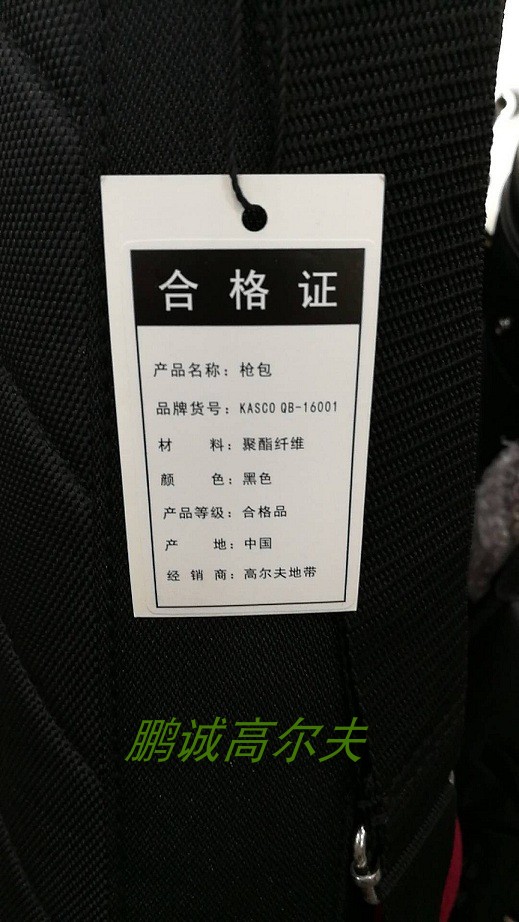 合格证
产品名称：枪包
品牌货号：KASCO QB-16001
材 料：聚酯纤维
颜 色：黑色
产品等级：合格品
产 地：中国
经 销 商：高尔夫地带
鹏诚高尔夫